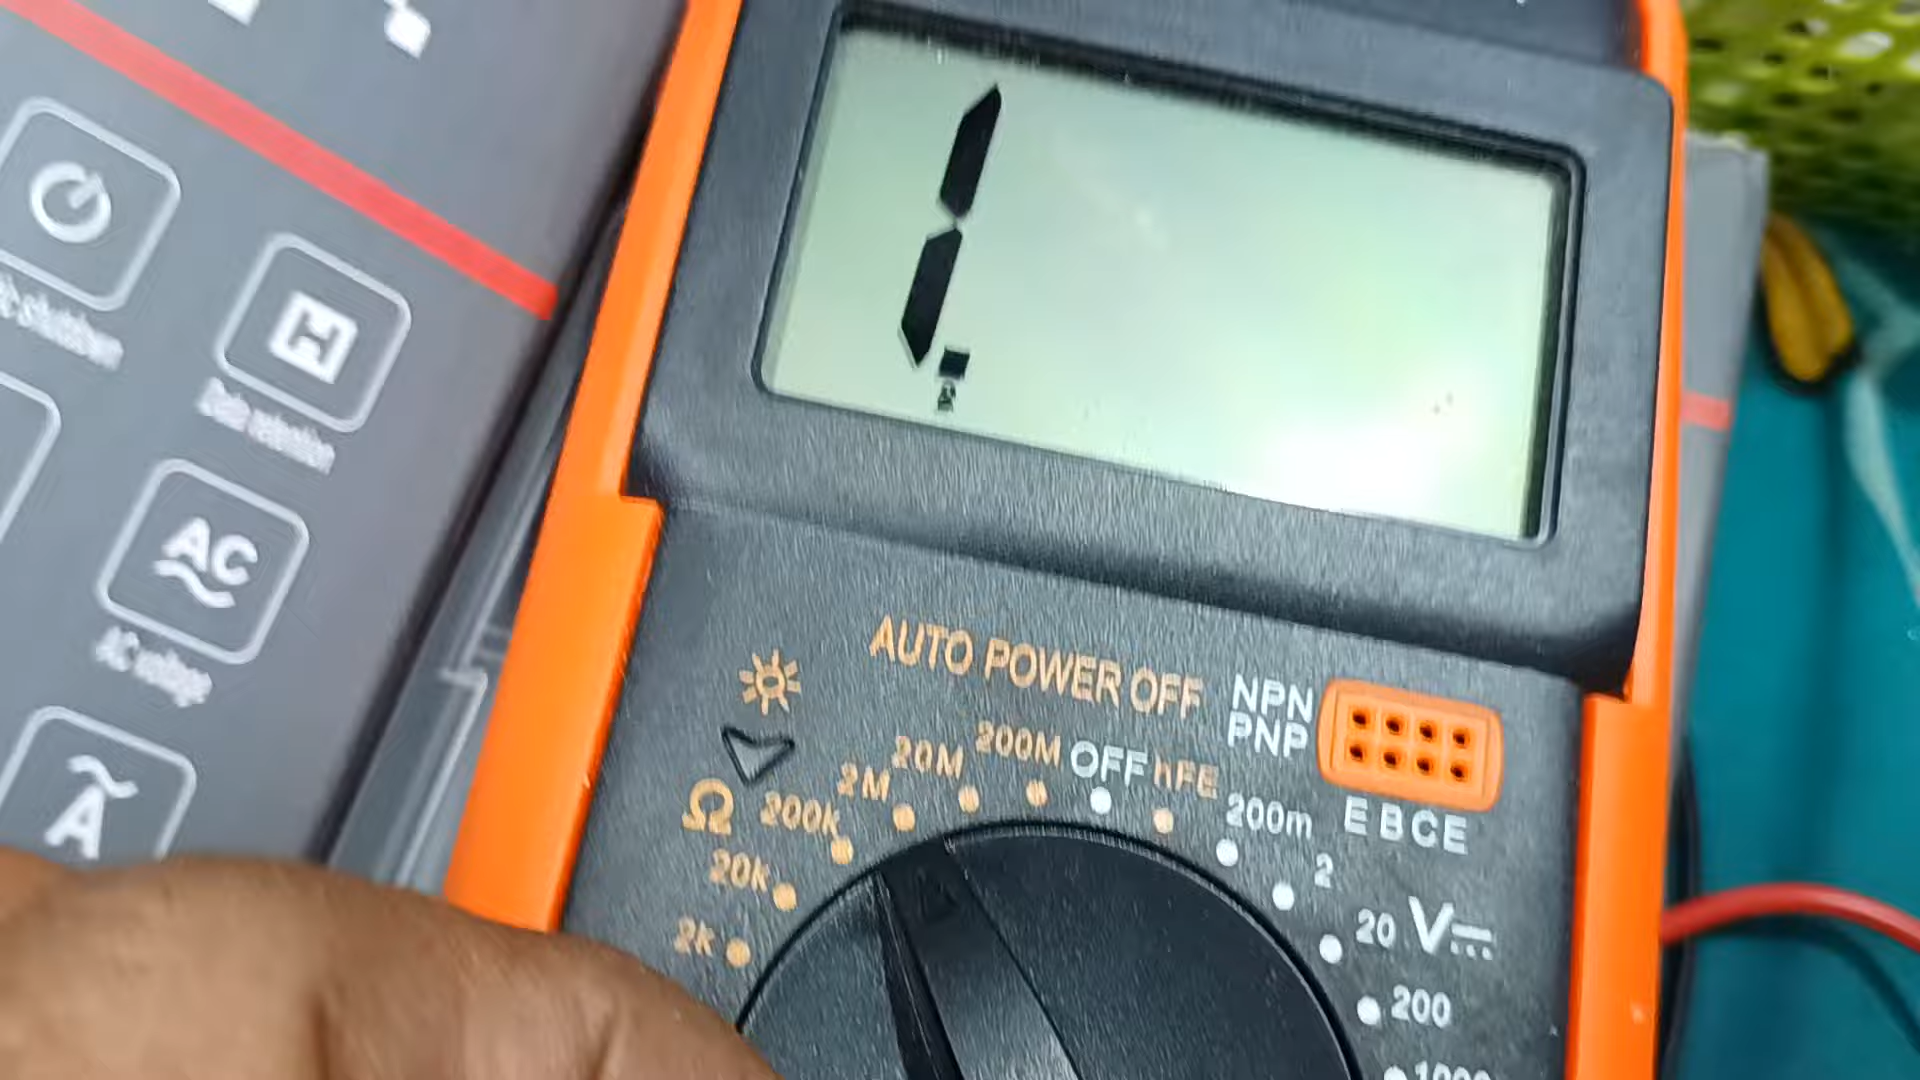 1.
Data retention
AC
AC voltage
A
AUTO POWER OFF
NPN
PNP
E B C E
Ω
2K
20k
200k
2M
20M
200M
OFF
hFE
200m
2
20
V
200
1000